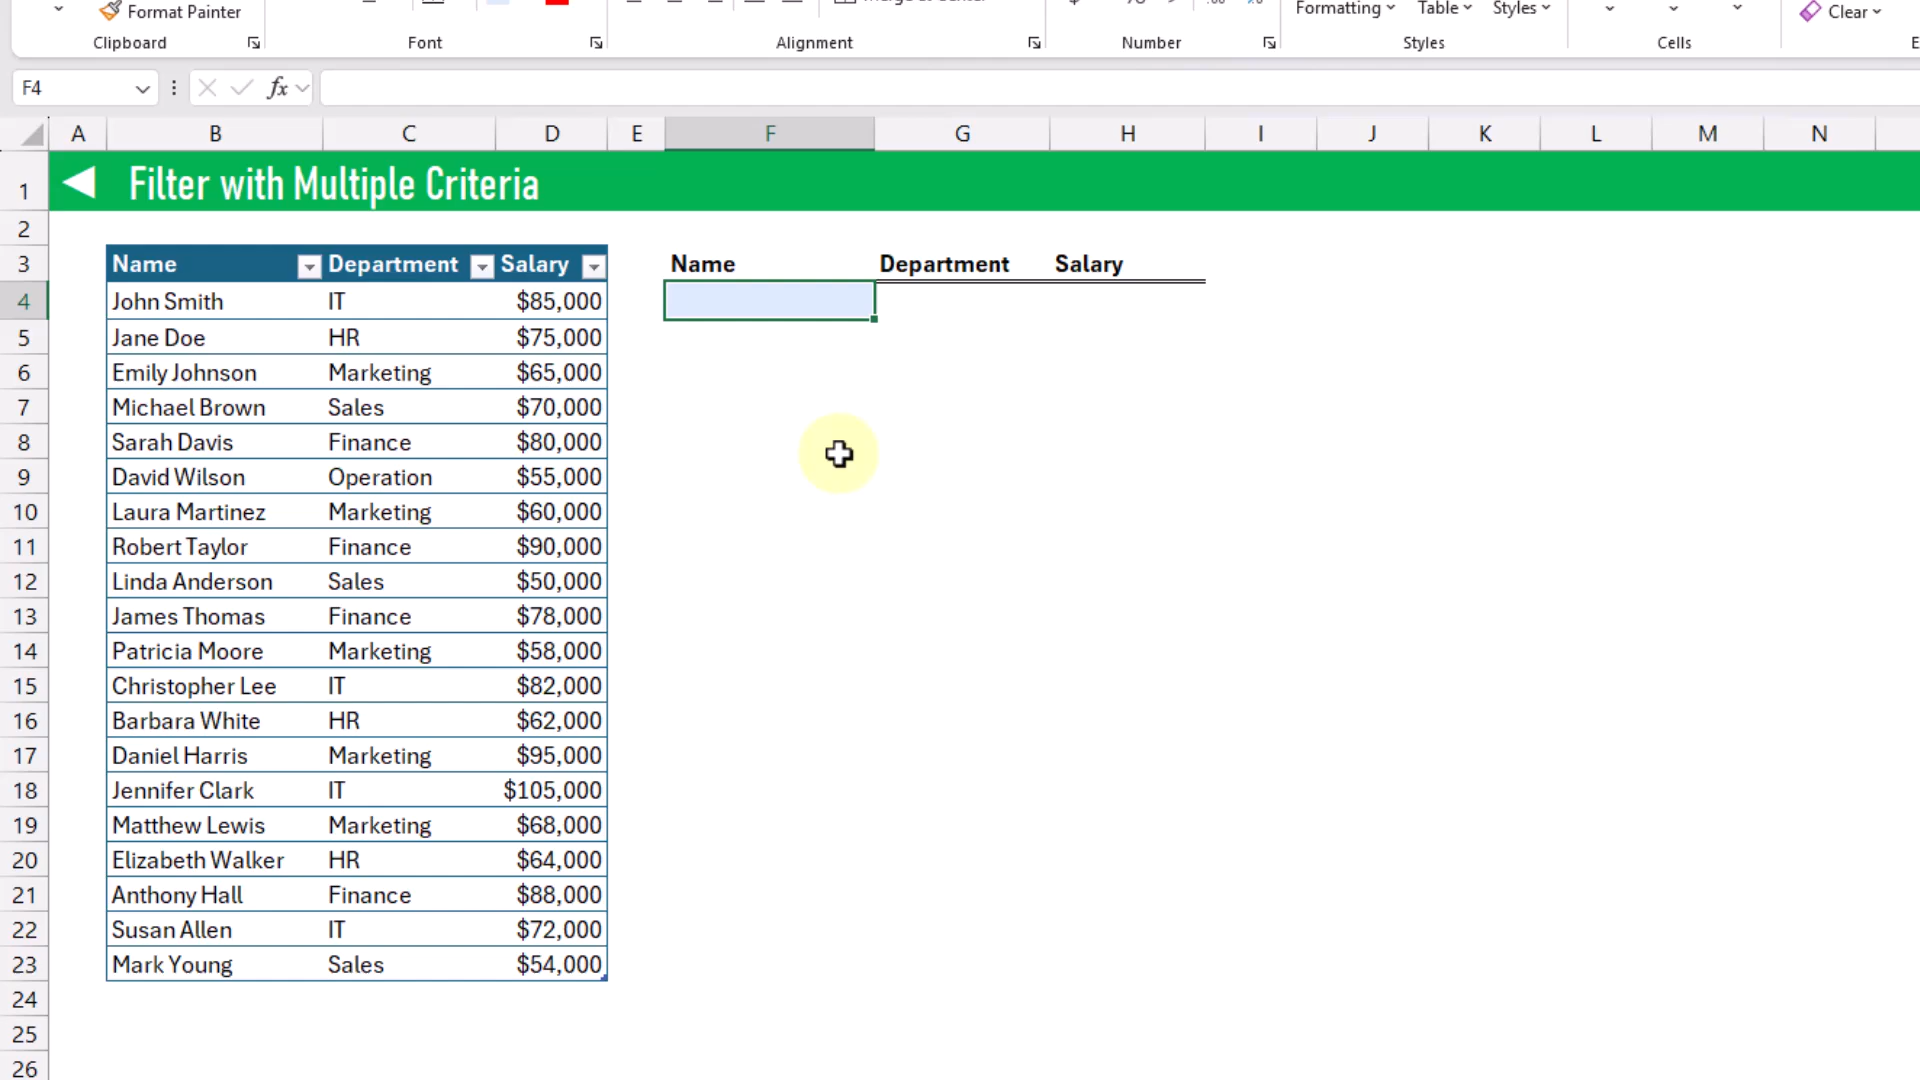 Format Painter
Formatting Table Styles
Clear
Clipboard Font Alignment Number Styles Cells
F4 fx
A B C D E F G H I J K L M N
1 Filter with Multiple Criteria
2
3 Name Department Salary Name Department Salary
4 John Smith IT $85,000
5 Jane Doe HR $75,000
6 Emily Johnson Marketing $65,000
7 Michael Brown Sales $70,000
8 Sarah Davis Finance $80,000
9 David Wilson Operation $55,000
10 Laura Martinez Marketing $60,000
11 Robert Taylor Finance $90,000
12 Linda Anderson Sales $50,000
13 James Thomas Finance $78,000
14 Patricia Moore Marketing $58,000
15 Christopher Lee IT $82,000
16 Barbara White HR $62,000
17 Daniel Harris Marketing $95,000
18 Jennifer Clark IT $105,000
19 Matthew Lewis Marketing $68,000
20 Elizabeth Walker HR $64,000
21 Anthony Hall Finance $88,000
22 Susan Allen IT $72,000
23 Mark Young Sales $54,000
24
25
26